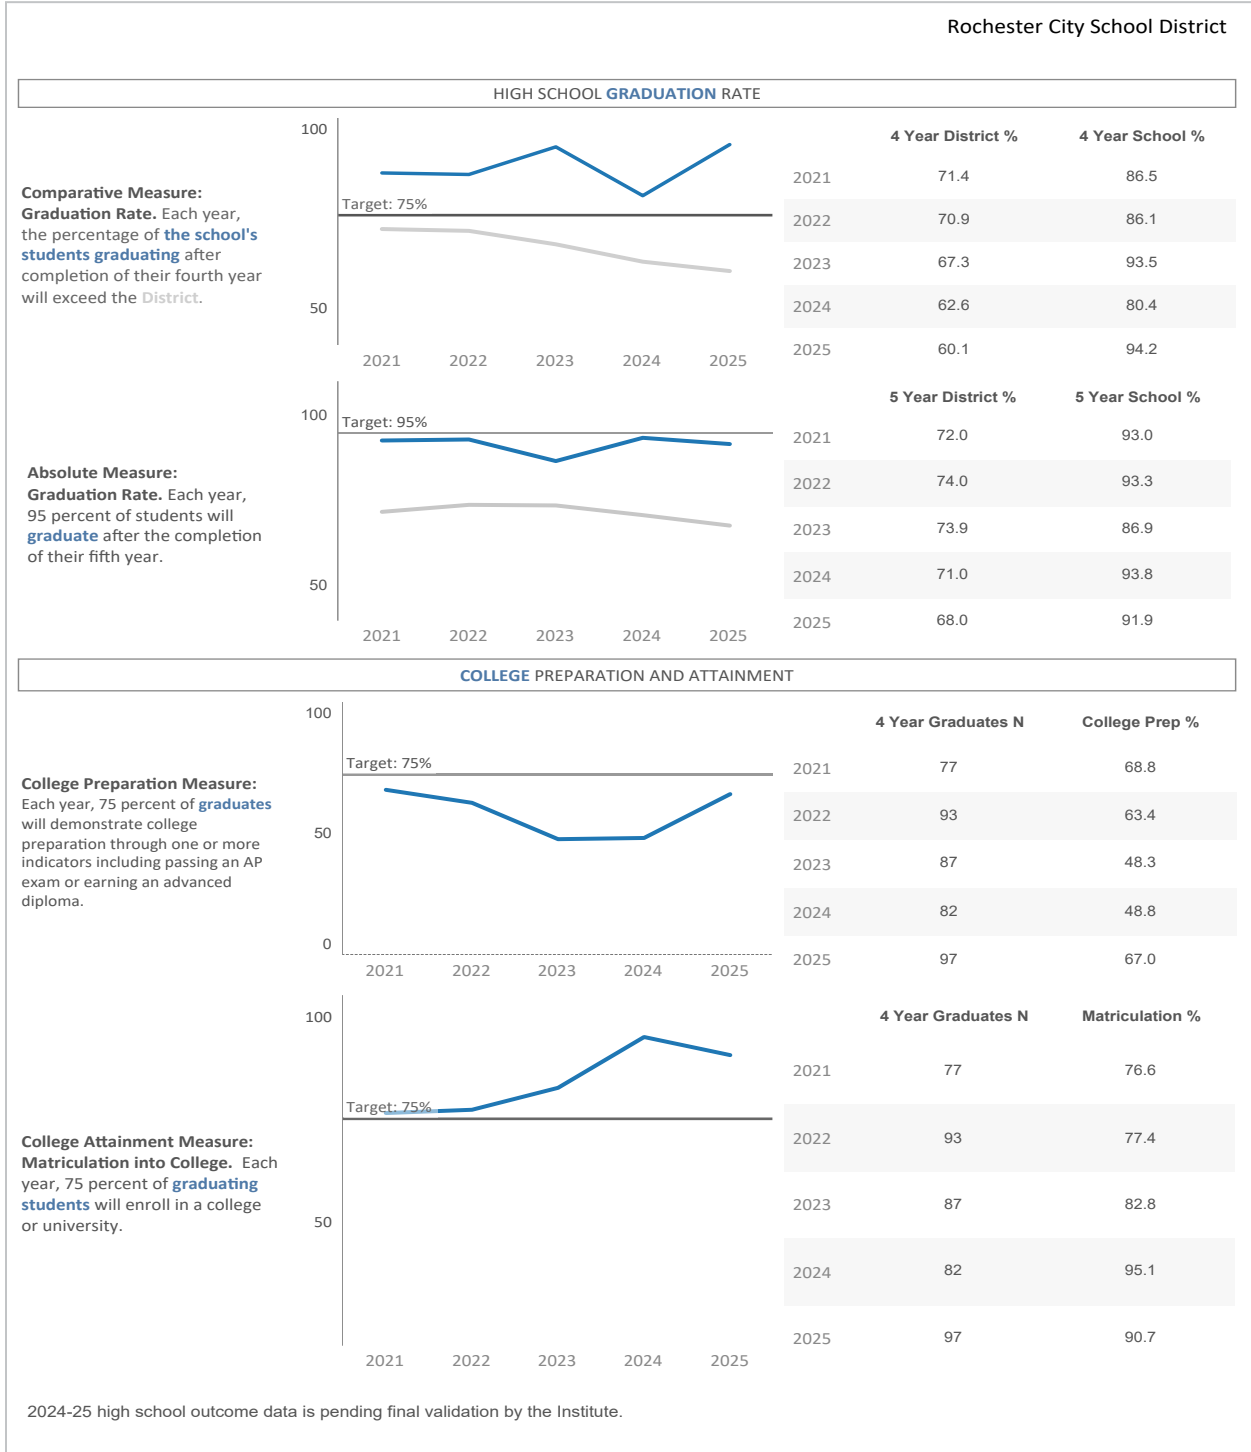 Rochester City School District
HIGH SCHOOL GRADUATION RATE
Comparative Measure:
Graduation Rate. Each year,
the percentage of the school's
students graduating after
completion of their fourth year
will exceed the District.
100
Target: 75%
50
2021 2022 2023 2024 2025
4 Year District % 4 Year School %
2021 71.4 86.5
2022 70.9 86.1
2023 67.3 93.5
2024 62.6 80.4
2025 60.1 94.2
Absolute Measure:
Graduation Rate. Each year,
95 percent of students will
graduate after the completion
of their fifth year.
100
Target: 95%
50
2021 2022 2023 2024 2025
5 Year District % 5 Year School %
2021 72.0 93.0
2022 74.0 93.3
2023 73.9 86.9
2024 71.0 93.8
2025 68.0 91.9
COLLEGE PREPARATION AND ATTAINMENT
College Preparation Measure:
Each year, 75 percent of graduates
will demonstrate college
preparation through one or more
indicators including passing an AP
exam or earning an advanced
diploma.
100
Target: 75%
50
0
2021 2022 2023 2024 2025
4 Year Graduates N College Prep %
2021 77 68.8
2022 93 63.4
2023 87 48.3
2024 82 48.8
2025 97 67.0
College Attainment Measure:
Matriculation into College. Each
year, 75 percent of graduating
students will enroll in a college
or university.
100
Target: 75%
50
2021 2022 2023 2024 2025
4 Year Graduates N Matriculation %
2021 77 76.6
2022 93 77.4
2023 87 82.8
2024 82 95.1
2025 97 90.7
2024-25 high school outcome data is pending final validation by the Institute.